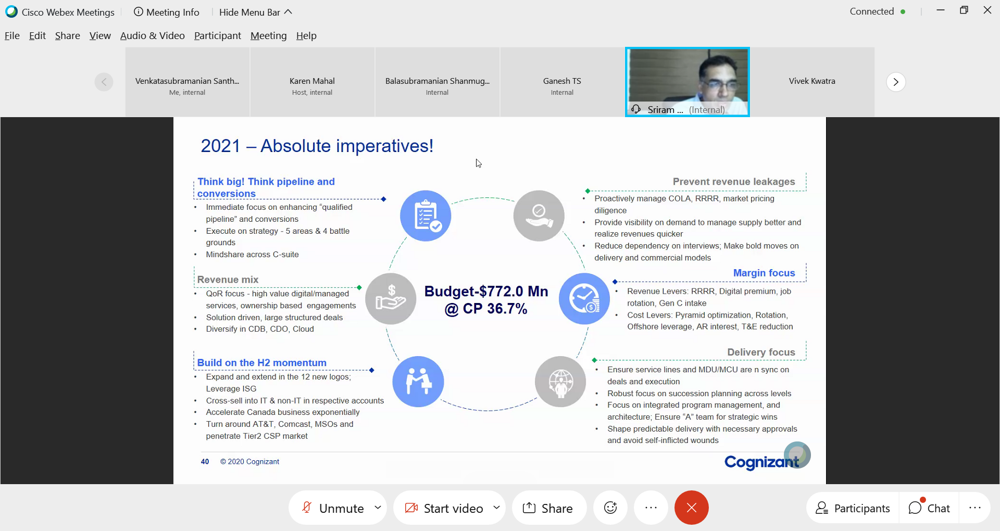 Cisco Webex Meetings
Meeting Info
Hide Menu Bar
Connected
File Edit Share View Audio & Video Participant Meeting Help
Venkatasubramanian Santh...
Me, internal
Karen Mahal
Host, internal
Balasubramanian Shanmug...
Internal
Ganesh TS
Internal
Sriram ... (Internal)
Vivek Kwatra
2021 – Absolute imperatives!
Think big! Think pipeline and
conversions
• Immediate focus on enhancing “qualified
pipeline” and conversions
• Execute on strategy - 5 areas & 4 battle
grounds
• Mindshare across C-suite
Revenue mix
• QoR focus - high value digital/managed
services, ownership based engagements
• Solution driven, large structured deals
• Diversify in CDB, CDO, Cloud
Build on the H2 momentum
• Expand and extend in the 12 new logos;
Leverage ISG
• Cross-sell into IT & non-IT in respective accounts
• Accelerate Canada business exponentially
• Turn around AT&T, Comcast, MSOs and
penetrate Tier2 CSP market
Budget-$772.0 Mn
@ CP 36.7%
Prevent revenue leakages
• Proactively manage COLA, RRRR, market pricing
diligence
• Provide visibility on demand to manage supply better and
realize revenues quicker
• Reduce dependency on interviews; Make bold moves on
delivery and commercial models
Margin focus
• Revenue Levers: RRRR, Digital premium, job
rotation, Gen C intake
• Cost Levers: Pyramid optimization, Rotation,
Offshore leverage, AR interest, T&E reduction
Delivery focus
• Ensure service lines and MDU/MCU are n sync on
deals and execution
• Robust focus on succession planning across levels
• Focus on integrated program management, and
architecture; Ensure “A” team for strategic wins
• Shape predictable delivery with necessary approvals
and avoid self-inflicted wounds
40 © 2020 Cognizant
Cognizant
Unmute
Start video
Share
Participants
Chat